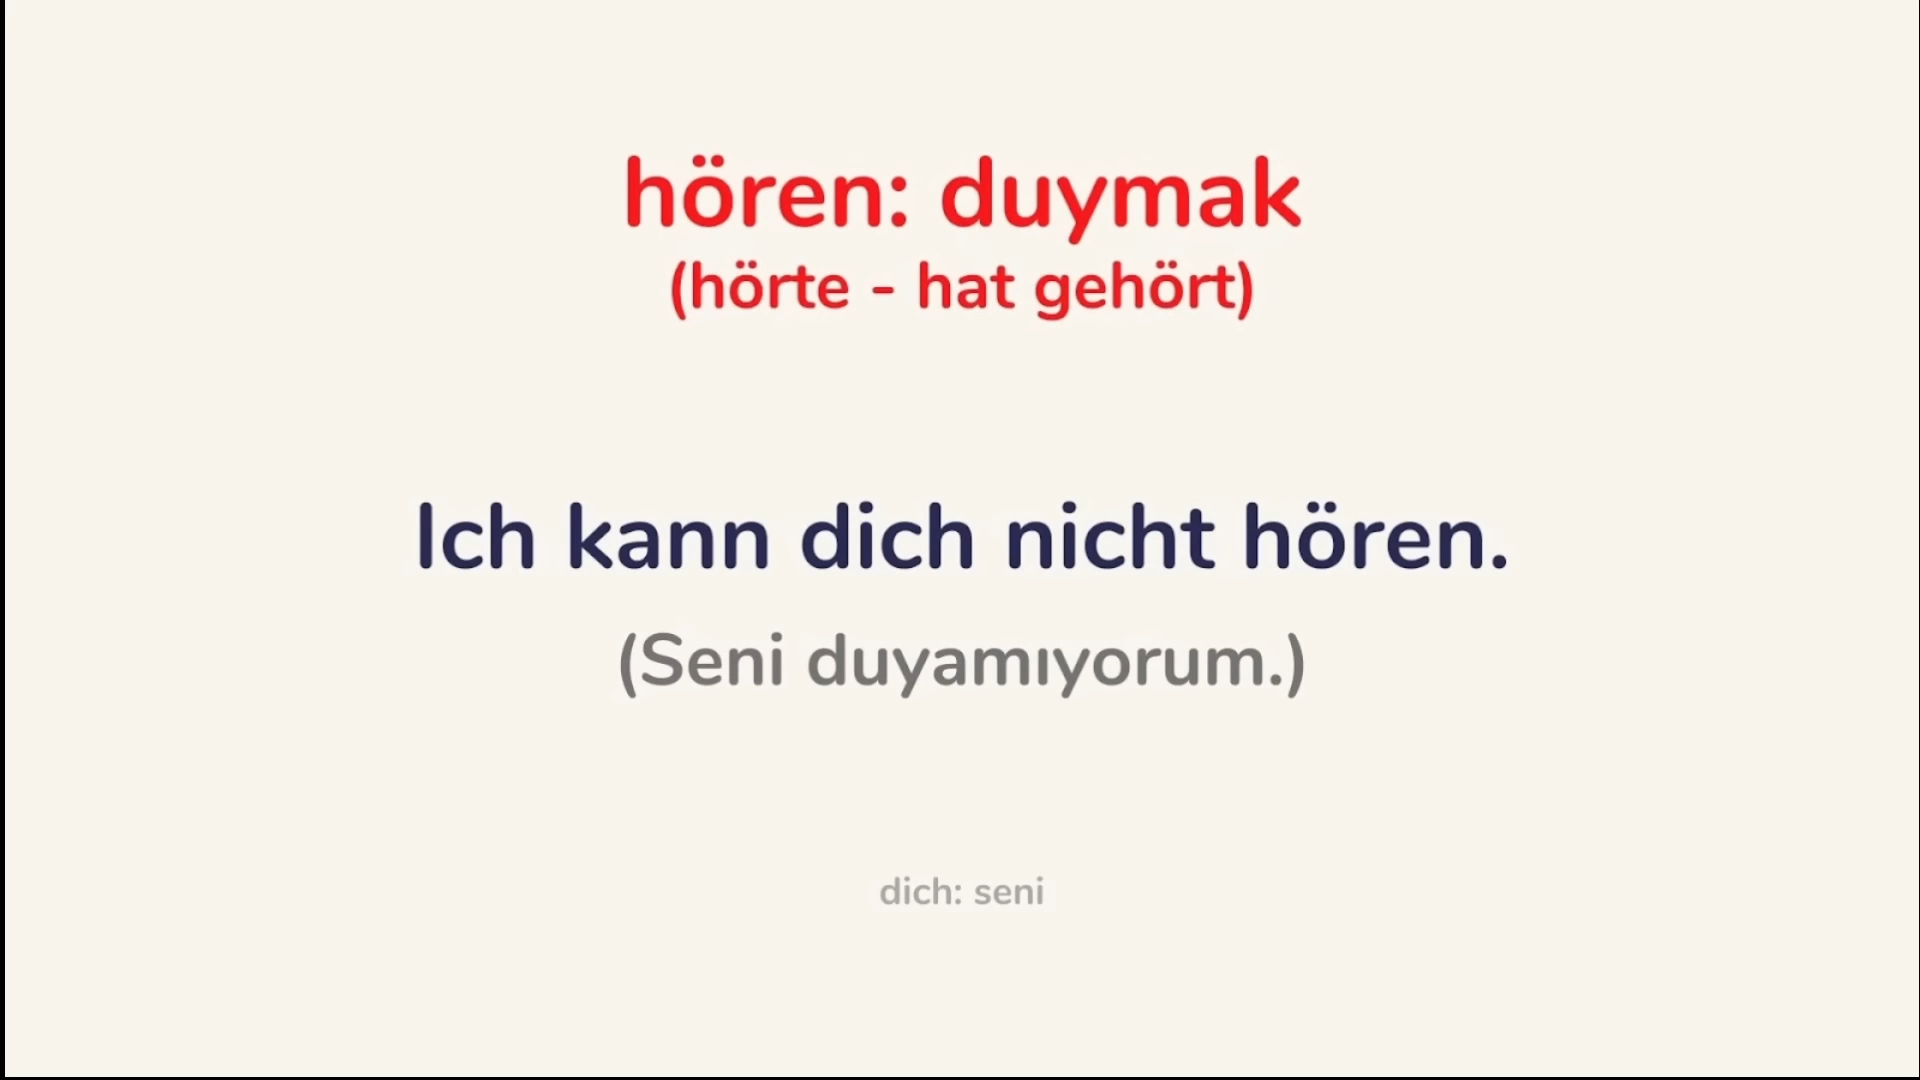 hören: duymak
(hörte - hat gehört)
Ich kann dich nicht hören.
(Seni duyamıyorum.)
dich: seni